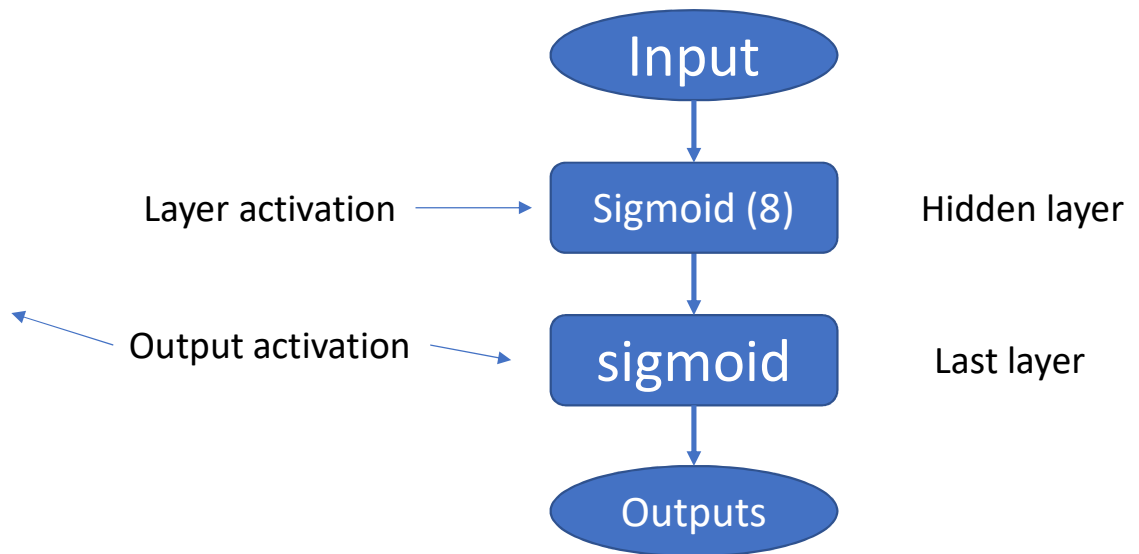 Input
Layer activation
Sigmoid (8)
Hidden layer
Output activation
sigmoid
Last layer
Outputs